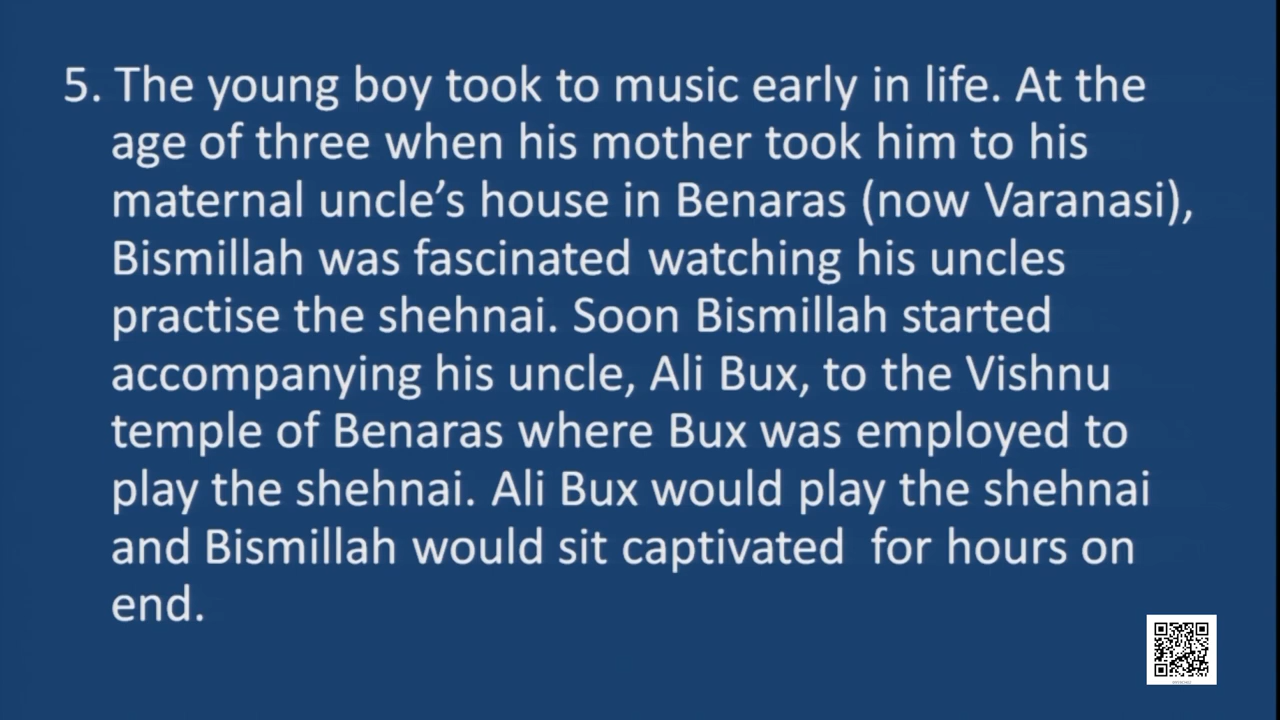 5. The young boy took to music early in life. At the
age of three when his mother took him to his
maternal uncle’s house in Benaras (now Varanasi),
Bismillah was fascinated watching his uncles
practise the shehnai. Soon Bismillah started
accompanying his uncle, Ali Bux, to the Vishnu
temple of Benaras where Bux was employed to
play the shehnai. Ali Bux would play the shehnai
and Bismillah would sit captivated  for hours on
end.